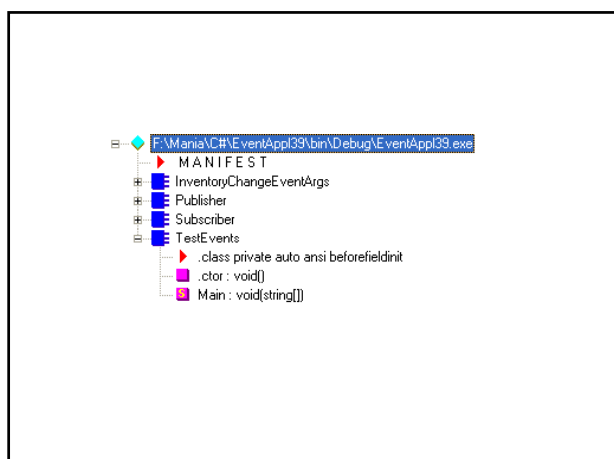 F:\Mania\C#\EventAppl39\bin\Debug\EventAppl39.exe
M A N I F E S T
InventoryChangeEventArgs
Publisher
Subscriber
TestEvents
.class private auto ansi beforefieldinit
.ctor : void()
S Main : void(string[])